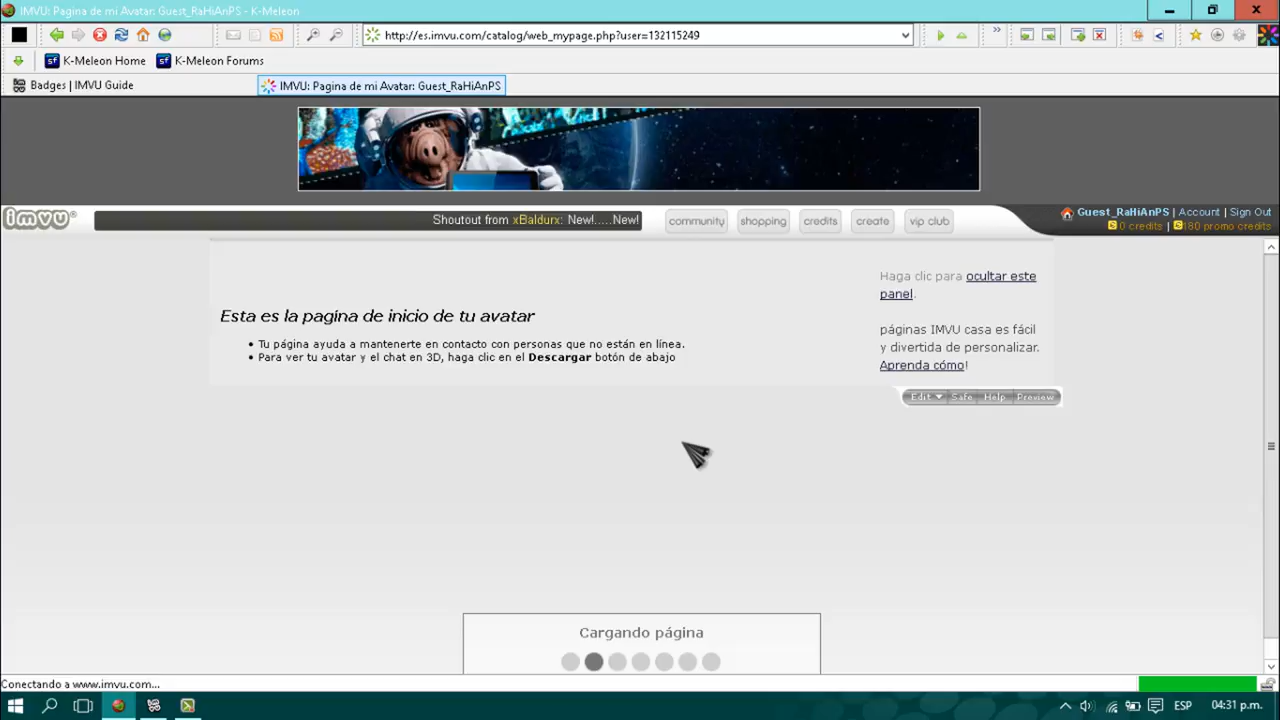 IMVU: Pagina de mi Avatar: Guest_RaHiAnPS - K-Meleon
http://es.imvu.com/catalog/web_mypage.php?user=132115249
K-Meleon Home
K-Meleon Forums
Badges | IMVU Guide
IMVU: Pagina de mi Avatar: Guest_RaHiAnPS
imvu
Shoutout from xBaldurx: New!.....New!
community
shopping
credits
create
vip club
Guest_RaHiAnPS | Account | Sign Out
0 credits | 180 promo credits
Haga clic para ocultar este
panel.
Esta es la pagina de inicio de tu avatar
Tu página ayuda a mantenerte en contacto con personas que no están en línea.
Para ver tu avatar y el chat en 3D, haga clic en el Descargar botón de abajo
páginas IMVU casa es fácil
y divertida de personalizar.
Aprenda cómo!
Edit
Safe
Help
Preview
Cargando página
Conectando a www.imvu.com...
ESP
04:31 p.m.